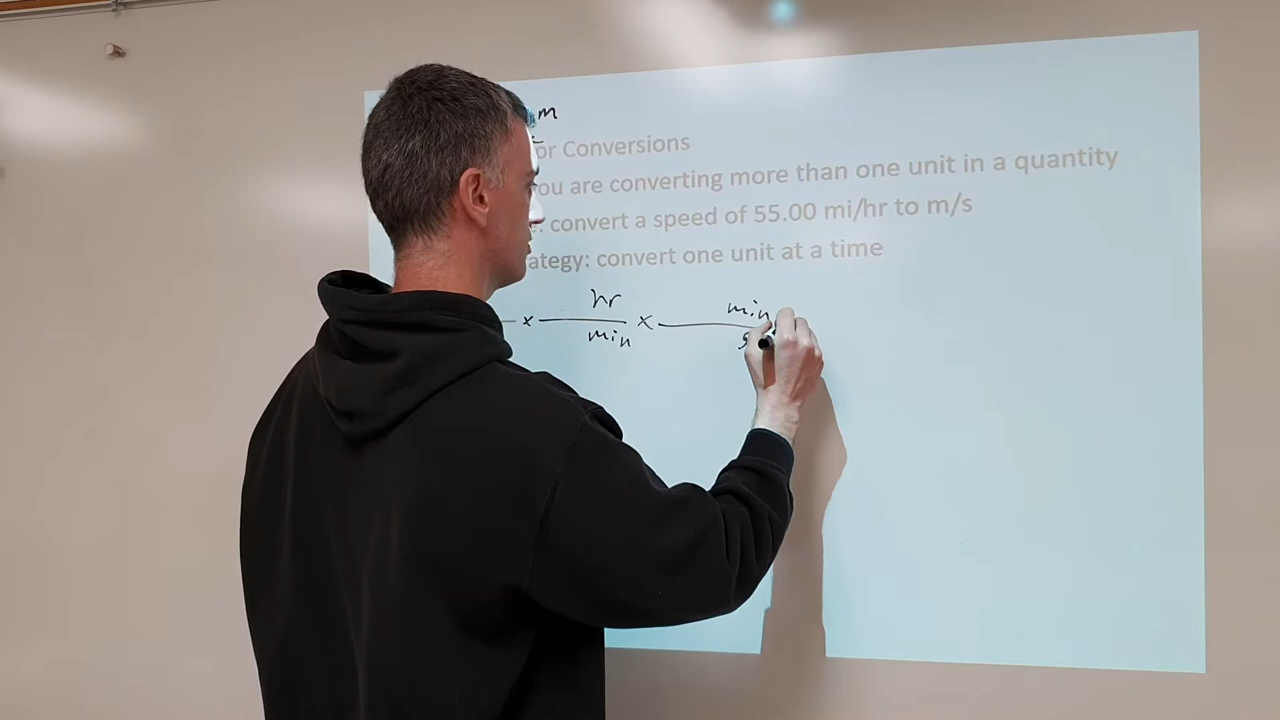 m
or Conversions
ou are converting more than one unit in a quantity
: convert a speed of 55.00 mi/hr to m/s
ategy: convert one unit at a time
x hr x min
min s